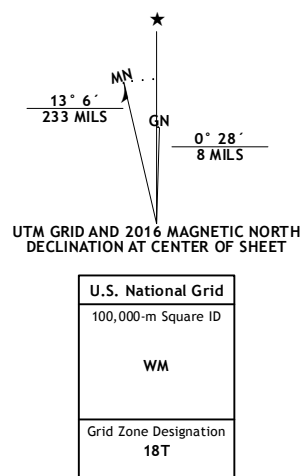 ★
MN
13° 6´
233 MILS
GN
0° 28´
8 MILS
UTM GRID AND 2016 MAGNETIC NORTH
DECLINATION AT CENTER OF SHEET
U.S. National Grid
100,000-m Square ID
WM
Grid Zone Designation
18T